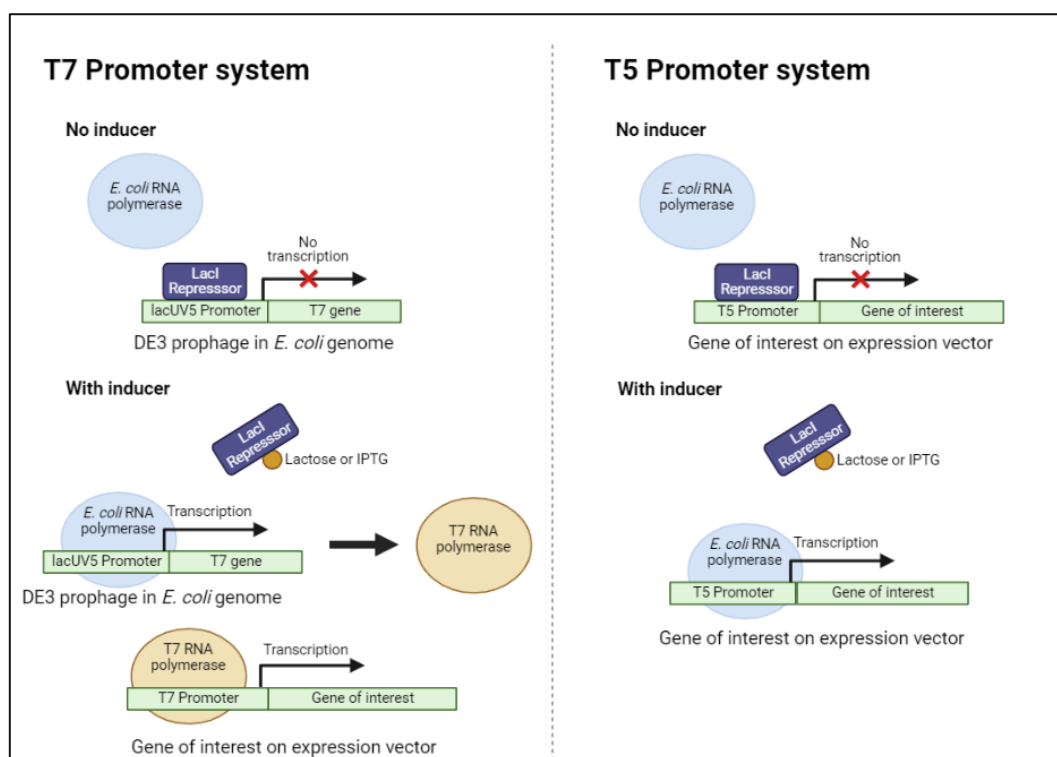 T7 Promoter system
No inducer
E. coli RNA
polymerase
No
transcription
LacI
Represssor
lacUV5 Promoter
T7 gene
DE3 prophage in E. coli genome
With inducer
LacI
Represssor
Lactose or IPTG
E. coli RNA
polymerase
Transcription
lacUV5 Promoter
T7 gene
DE3 prophage in E. coli genome
T7 RNA
polymerase
T7 RNA
polymerase
Transcription
T7 Promoter
Gene of interest
Gene of interest on expression vector
T5 Promoter system
No inducer
E. coli RNA
polymerase
No
transcription
LacI
Represssor
T5 Promoter
Gene of interest
Gene of interest on expression vector
With inducer
LacI
Represssor
Lactose or IPTG
E. coli RNA
polymerase
Transcription
T5 Promoter
Gene of interest
Gene of interest on expression vector